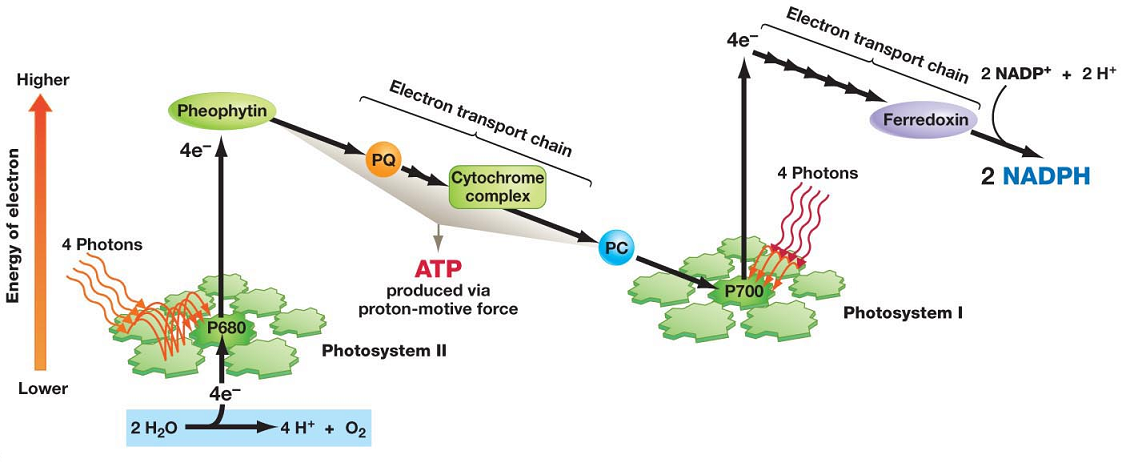 Higher
Energy of electron
Lower
4 Photons
Pheophytin
4e⁻
P680
Photosystem II
4e⁻
2 H₂O
4 H⁺ + O₂
Electron transport chain
PQ
Cytochrome
complex
PC
ATP
produced via
proton-motive force
4e⁻
Electron transport chain
Ferredoxin
2 NADP⁺ + 2 H⁺
2 NADPH
4 Photons
P700
Photosystem I